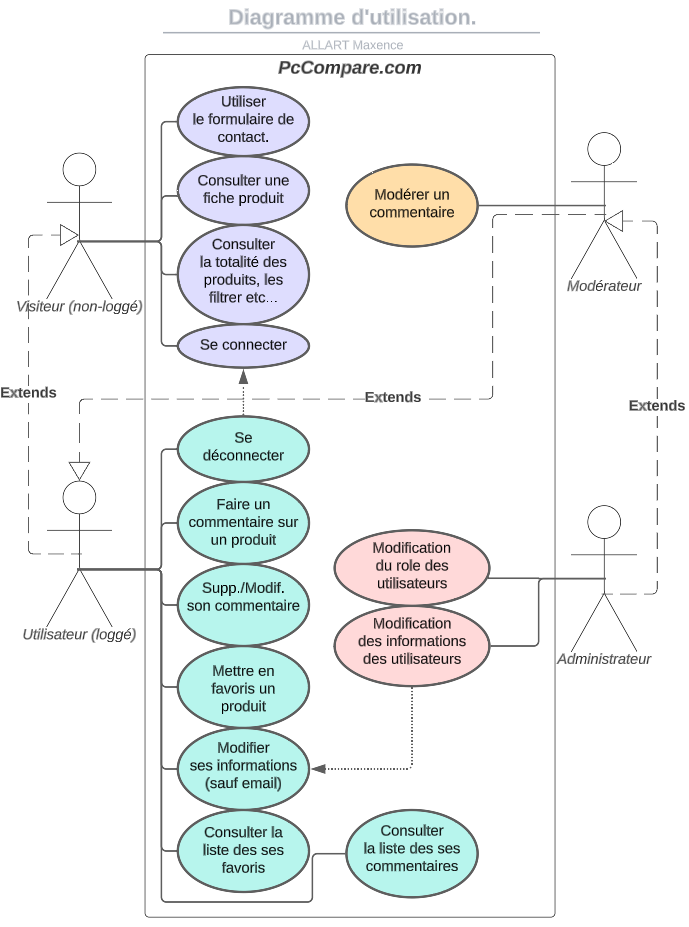 Diagramme d'utilisation.
ALLART Maxence
PcCompare.com
Utiliser
le formulaire de
contact.
Consulter une
fiche produit
Consulter
la totalité des
produits, les
filtrer etc...
Se connecter
Modérer un
commentaire
Visiteur (non-loggé)
Modérateur
Extends
Extends
Extends
Se
déconnecter
Faire un
commentaire sur
un produit
Supp./Modif.
son commentaire
Mettre en
favoris un
produit
Modifier
ses informations
(sauf email)
Consulter la
liste des ses
favoris
Consulter
la liste des ses
commentaires
Modification
du role des
utilisateurs
Modification
des informations
des utilisateurs
Utilisateur (loggé)
Administrateur